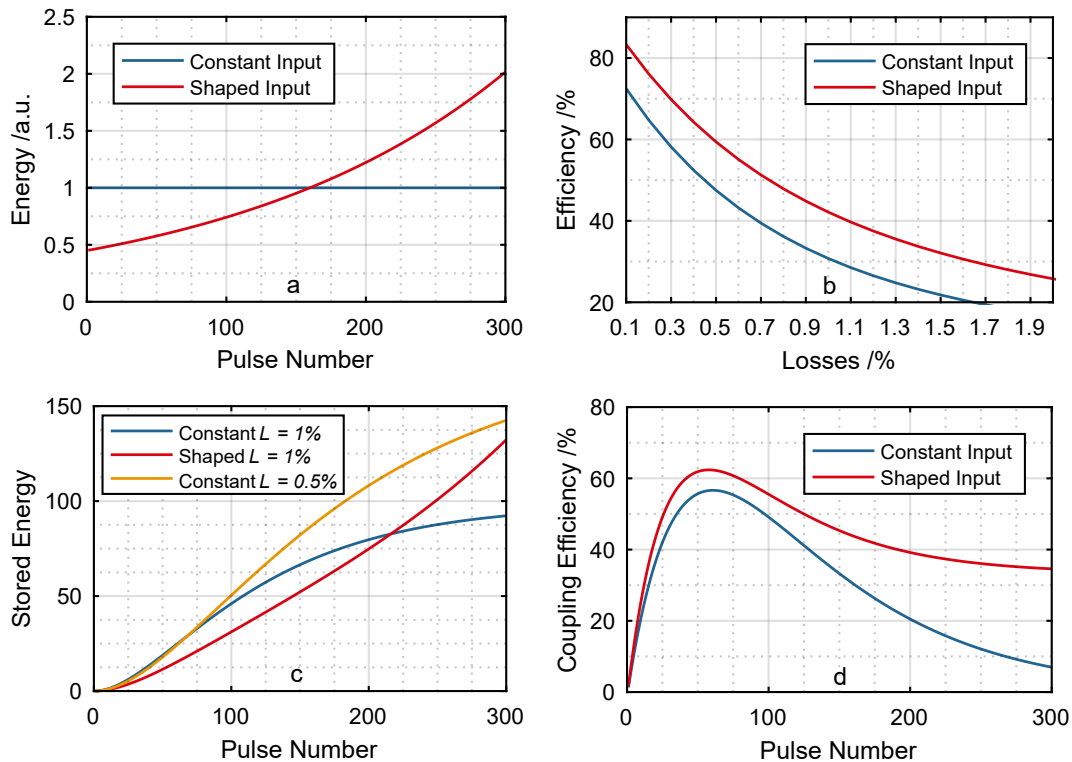 2.5
2
1.5
1
0.5
0
Energy /a.u.
Constant Input
Shaped Input
a
0
100
200
300
Pulse Number
80
60
40
20
Efficiency /%
Constant Input
Shaped Input
b
0.1
0.3
0.5
0.7
0.9
1.1
1.3
1.5
1.7
1.9
Losses /%
150
100
50
0
Stored Energy
Constant L = 1%
Shaped L = 1%
Constant L = 0.5%
c
0
100
200
300
Pulse Number
80
60
40
20
0
Coupling Efficiency /%
Constant Input
Shaped Input
d
0
100
200
300
Pulse Number